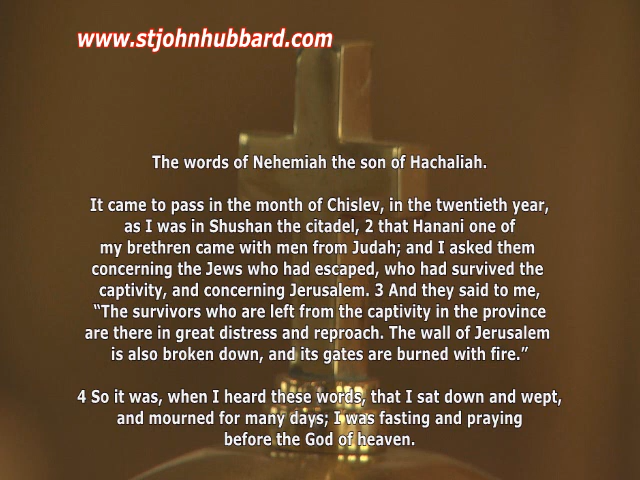 www.stjohnhubbard.com
The words of Nehemiah the son of Hachaliah.
It came to pass in the month of Chislev, in the twentieth year,
as I was in Shushan the citadel, 2 that Hanani one of
my brethren came with men from Judah; and I asked them
concerning the Jews who had escaped, who had survived the
captivity, and concerning Jerusalem. 3 And they said to me,
“The survivors who are left from the captivity in the province
are there in great distress and reproach. The wall of Jerusalem
is also broken down, and its gates are burned with fire.”
4 So it was, when I heard these words, that I sat down and wept,
and mourned for many days; I was fasting and praying
before the God of heaven.